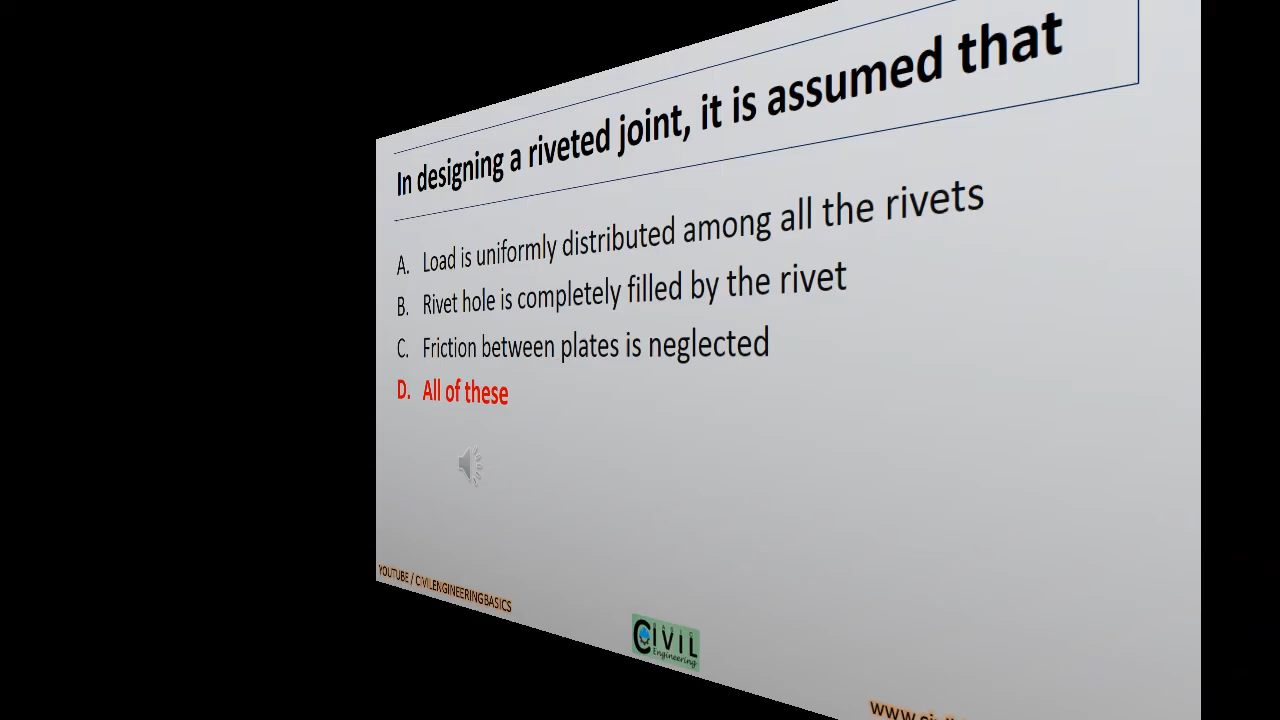 In designing a riveted joint, it is assumed that
A. Load is uniformly distributed among all the rivets
B. Rivet hole is completely filled by the rivet
C. Friction between plates is neglected
D. All of these
YOUTUBE / CIVILENGINEERINGBASICS
CIVIL
Engineering